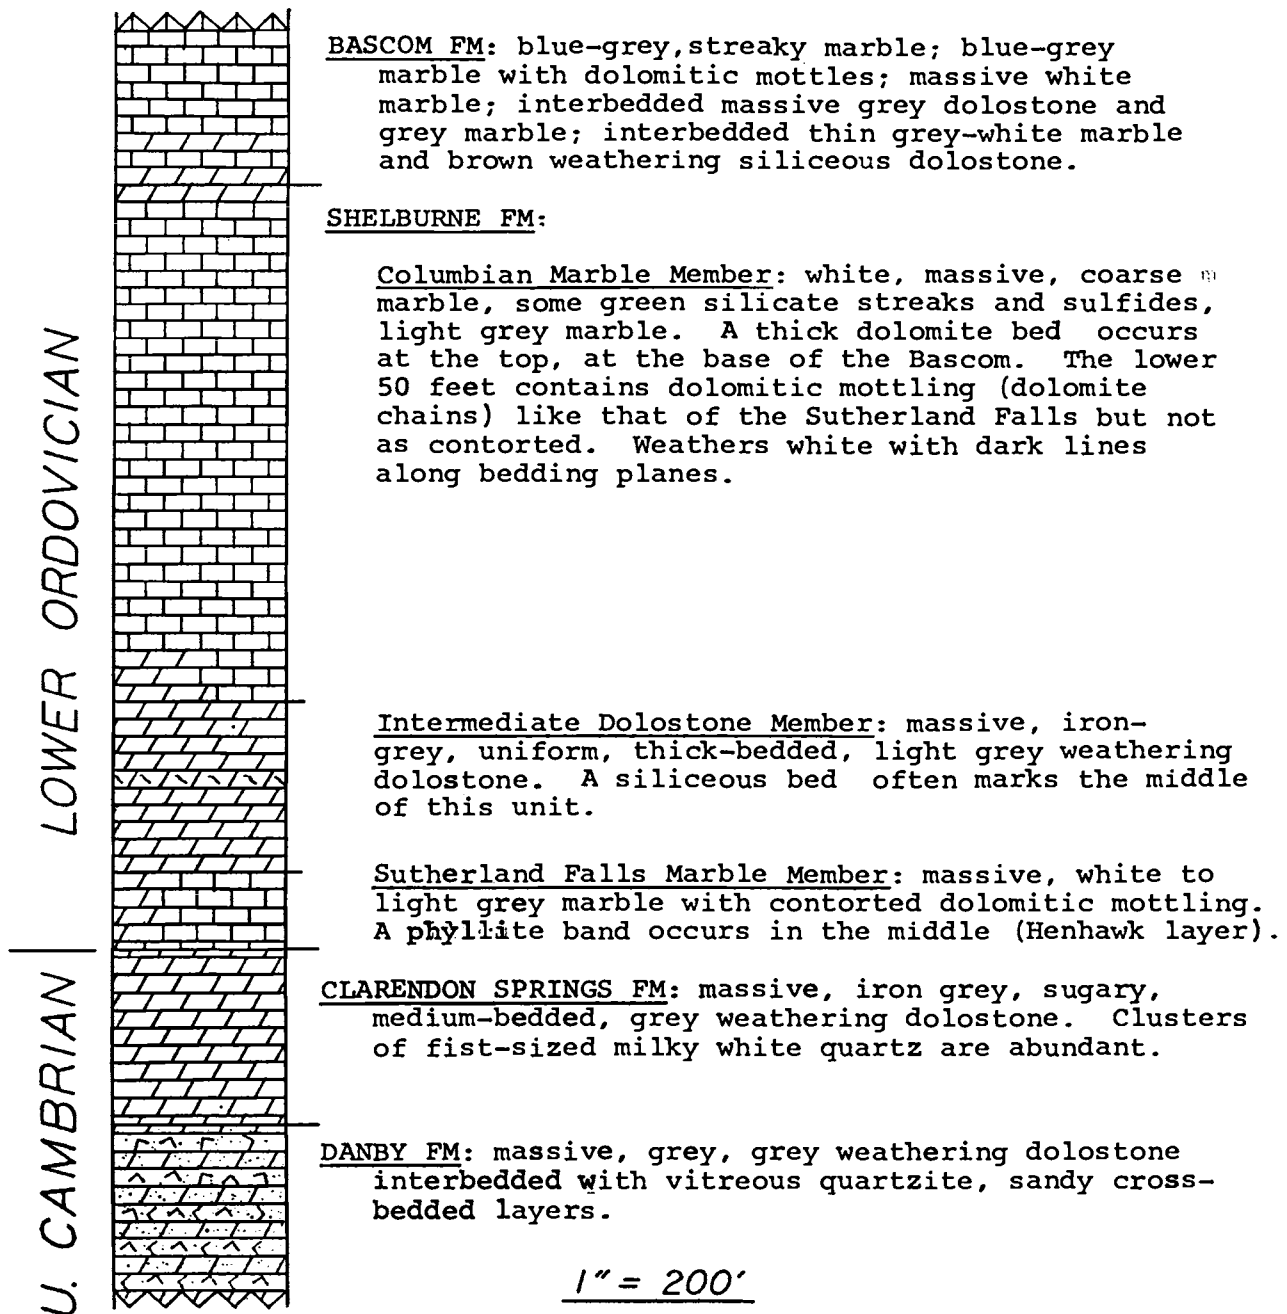 BASCOM FM: blue-grey, streaky marble; blue-grey
marble with dolomitic mottles; massive white
marble; interbedded massive grey dolostone and
grey marble; interbedded thin grey-white marble
and brown weathering siliceous dolostone.
SHELBURNE FM:
Columbian Marble Member: white, massive, coarse
marble, some green silicate streaks and sulfides,
light grey marble. A thick dolomite bed occurs
at the top, at the base of the Bascom. The lower
50 feet contains dolomitic mottling (dolomite
chains) like that of the Sutherland Falls but not
as contorted. Weathers white with dark lines
along bedding planes.
LOWER ORDOVICIAN
Intermediate Dolostone Member: massive, iron-
grey, uniform, thick-bedded, light grey weathering
dolostone. A siliceous bed often marks the middle
of this unit.
Sutherland Falls Marble Member: massive, white to
light grey marble with contorted dolomitic mottling.
A phyllite band occurs in the middle (Henhawk layer).
U. CAMBRIAN
CLARENDON SPRINGS FM: massive, iron grey, sugary,
medium-bedded, grey weathering dolostone. Clusters
of fist-sized milky white quartz are abundant.
DANBY FM: massive, grey, grey weathering dolostone
interbedded with vitreous quartzite, sandy cross-
bedded layers.
1" = 200'